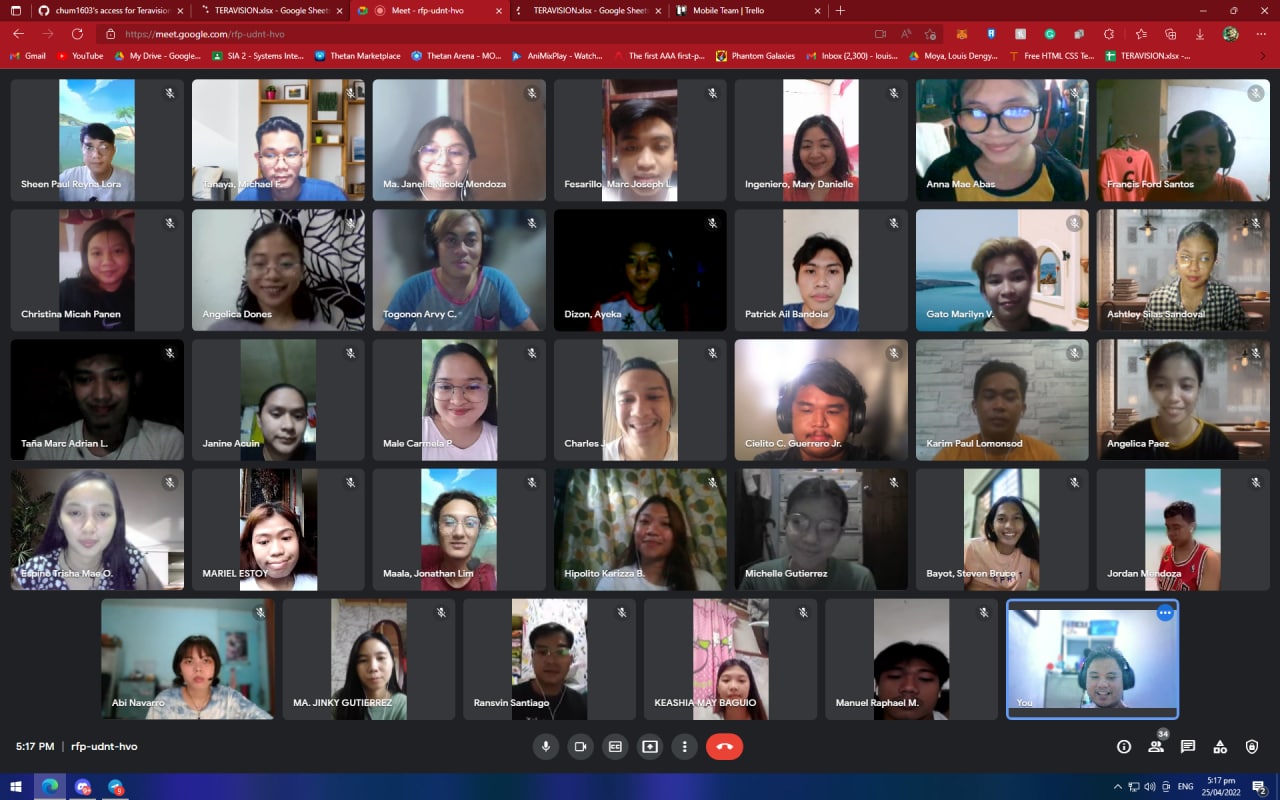 chum1603's access for Teravision
TERAVISION.xlsx - Google Sheets
Meet - rfp-udnt-hvo
TERAVISION.xlsx - Google Sheets
Mobile Team | Trello
https://meet.google.com/rfp-udnt-hvo
Gmail
YouTube
My Drive - Google...
SIA 2 - Systems Inte...
Thetan Marketplace
Thetan Arena - MO...
AniMixPlay - Watch...
The first AAA first-p...
Phantom Galaxies
Inbox (2,300) - louis...
Moya, Louis Dengy...
Free HTML CSS Te...
TERAVISION.xlsx -...
Sheen Paul Reyna Lora
Tanaya, Michael F.
Ma. Janelle Nicole Mendoza
Fesarillo, Marc Joseph L.
Ingeniero, Mary Danielle
Anna Mae Abas
Francis Ford Santos
Christina Micah Panen
Angelica Dones
Togonon Arvy C.
Dizon, Ayeka
Patrick Ail Bandola
Gato Marilyn V.
Ashtley Silas Sandoval
Taña Marc Adrian L.
Janine Acuin
Male Carmela P.
Charles J.
Cielito C. Guerrero Jr.
Karim Paul Lomonsod
Angelica Paez
Espino Trisha Mae O.
MARIEL ESTOY
Maala, Jonathan Lim
Hipolito Karizza B.
Michelle Gutierrez
Bayot, Steven Bruce
Jordan Mendoza
Abi Navarro
MA. JINKY GUTIERREZ
Ransvin Santiago
KEASHIA MAY BAGUIO
Manuel Raphael M.
You
5:17 PM | rfp-udnt-hvo
34
ENG
5:17 pm
25/04/2022
2